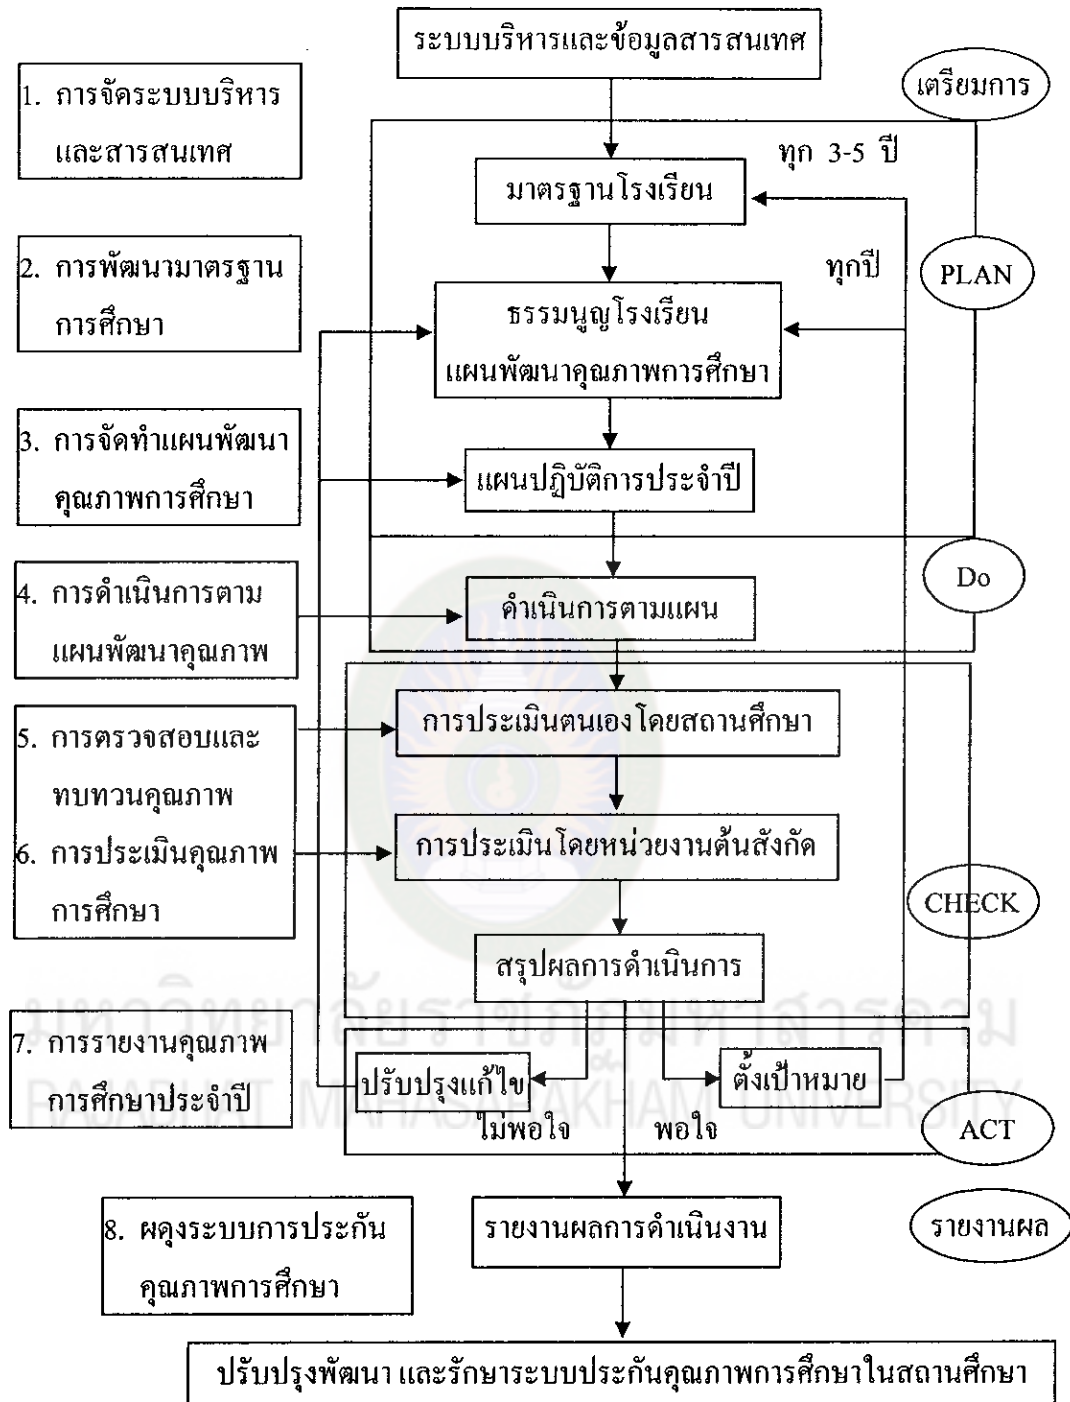 ระบบบริหารและข้อมูลสารสนเทศ
เตรียมการ
1. การจัดระบบบริหาร
และสารสนเทศ
ทุก 3-5 ปี
มาตรฐานโรงเรียน
2. การพัฒนามาตรฐาน
การศึกษา
ทุกปี
PLAN
ธรรมนูญโรงเรียน
แผนพัฒนาคุณภาพการศึกษา
3. การจัดทำแผนพัฒนา
คุณภาพการศึกษา
แผนปฏิบัติการประจำปี
Do
4. การดำเนินการตาม
แผนพัฒนาคุณภาพ
ดำเนินการตามแผน
การประเมินตนเองโดยสถานศึกษา
5. การตรวจสอบและ
ทบทวนคุณภาพ
6. การประเมินคุณภาพ
การศึกษา
การประเมินโดยหน่วยงานต้นสังกัด
CHECK
สรุปผลการดำเนินการ
มหาวิทยาลัยราชภัฏมหาสารคาม
RAJABHAT MAHASARAKHAM UNIVERSITY
7. การรายงานคุณภาพ
การศึกษาประจำปี
ปรับปรุงแก้ไข
ตั้งเป้าหมาย
ไม่พอใจ
พอใจ
ACT
8. ผดุงระบบการประกัน
คุณภาพการศึกษา
รายงานผลการดำเนินงาน
รายงานผล
ปรับปรุงพัฒนา และรักษาระบบประกันคุณภาพการศึกษาในสถานศึกษา